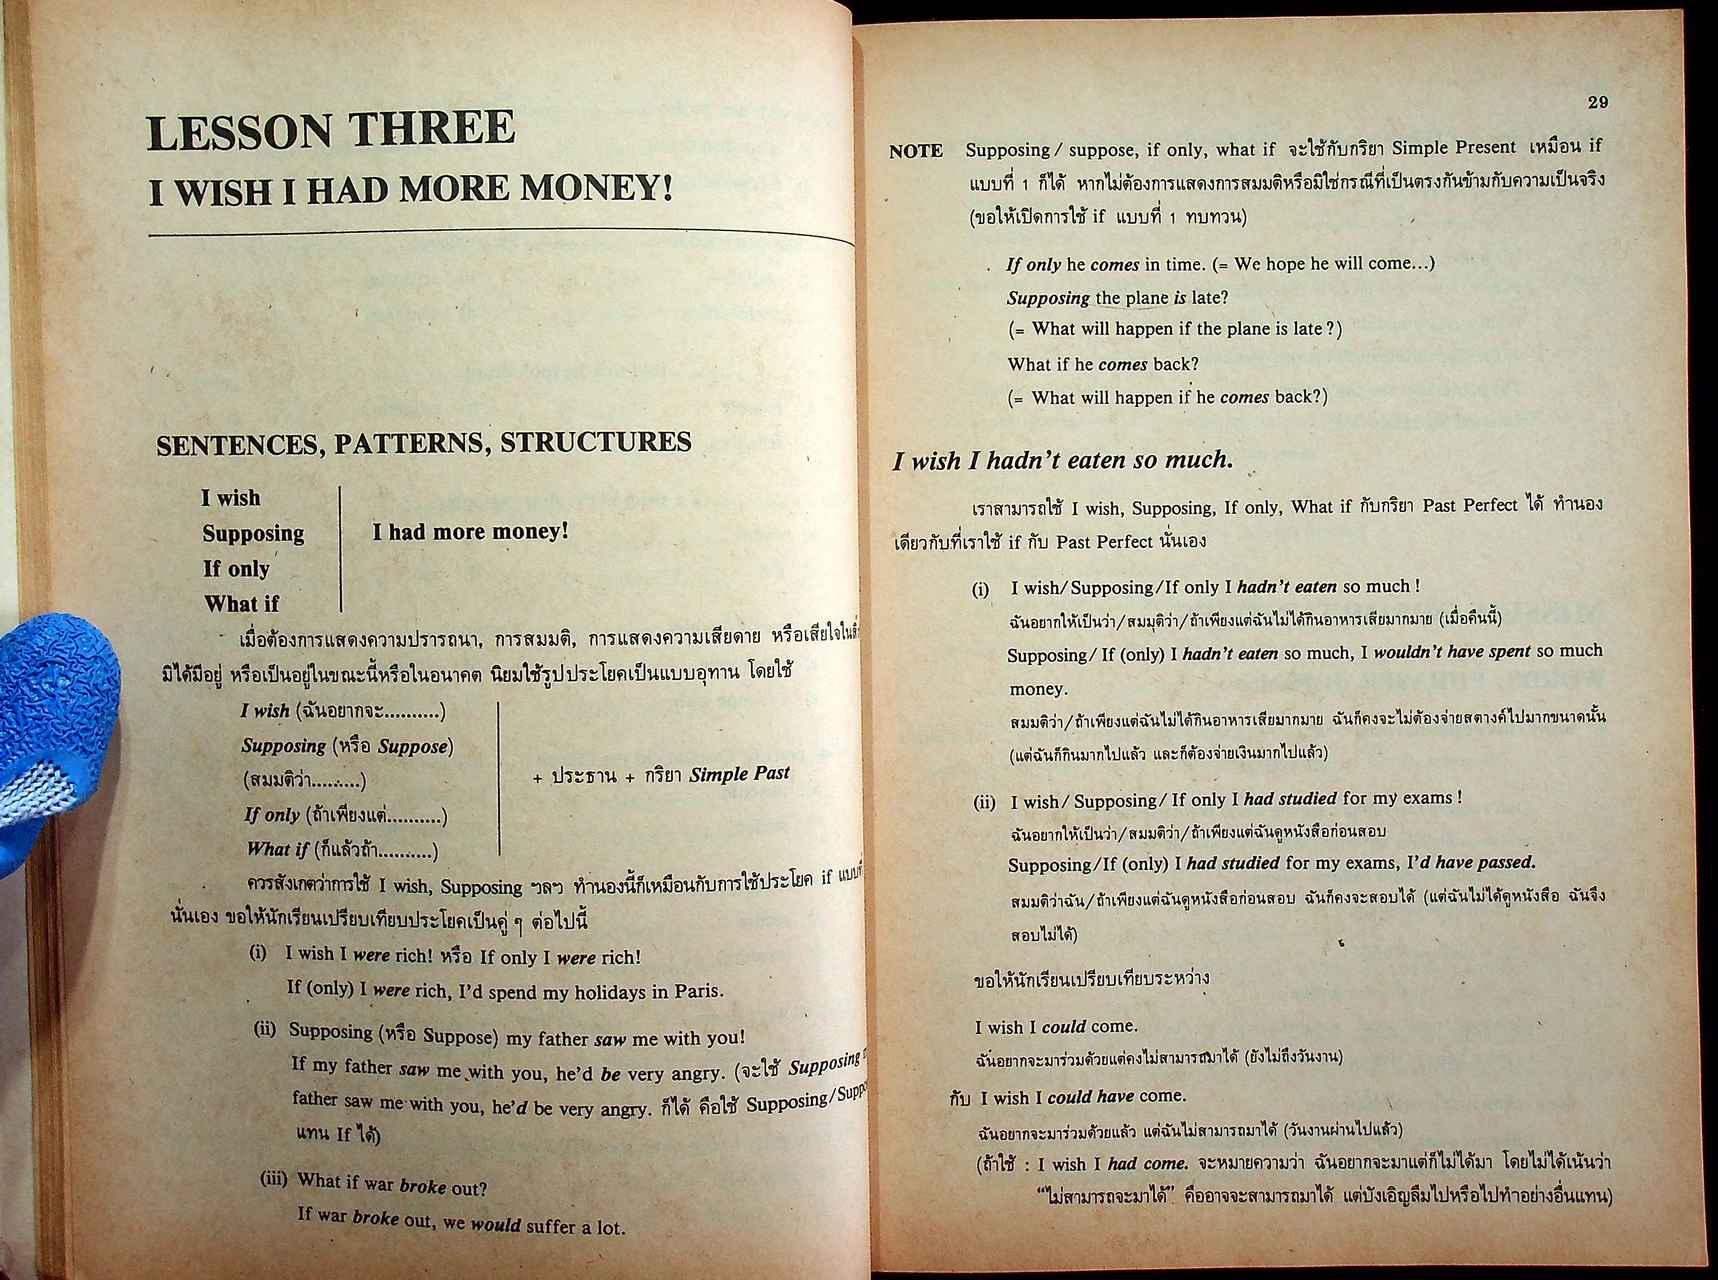 LESSON THREE
I WISH I HAD MORE MONEY!
SENTENCES, PATTERNS, STRUCTURES
I wish
Supposing
If only
What if
I had more money!
เมื่อต้องการแสดงความปรารถนา, การสมมติ, การแสดงความเสียดาย หรือเสียใจใน
มิได้มีอยู่ หรือเป็นอยู่ในขณะนี้หรือในอนาคต นิยมใช้รูปประโยคเป็นแบบอุทาน โดยใช้
I wish (ฉันอยากจะ..........)
Supposing (หรือ Suppose)
(สมมติว่า.........)
If only (ถ้าเพียงแต่..........)
What if (ก็แล้วถ้า..........)
+ ประธาน + กริยา Simple Past
ควรสังเกตว่าการใช้ I wish, Supposing ฯลฯ ทำนองนี้ก็เหมือนกับการใช้ประโยค if แบบที่
นั่นเอง ขอให้นักเรียนเปรียบเทียบประโยคเป็นคู่ ๆ ต่อไปนี้
(i) I wish I were rich! หรือ If only I were rich!
If (only) I were rich, I'd spend my holidays in Paris.
(ii) Supposing (หรือ Suppose) my father saw me with you!
If my father saw me with you, he'd be very angry. (จะใช้ Supposing
father saw me with you, he'd be very angry. ก็ได้ คือใช้ Supposing/
แทน If ได้)
(iii) What if war broke out?
If war broke out, we would suffer a lot.
29
NOTE Supposing / suppose, if only, what if จะใช้กับกริยา Simple Present เหมือน if
แบบที่ 1 ก็ได้ หากไม่ต้องการแสดงการสมมติหรือมิใช่กรณีที่เป็นตรงกันข้ามกับความเป็นจริง
(ขอให้เปิดการใช้ if แบบที่ 1 ทบทวน)
If only he comes in time. (= We hope he will come...)
Supposing the plane is late?
(= What will happen if the plane is late?)
What if he comes back?
(= What will happen if he comes back?)
I wish I hadn't eaten so much.
เราสามารถใช้ I wish, Supposing, If only, What if กับกริยา Past Perfect ได้ ทำนอง
เดียวกับที่เราใช้ if กับ Past Perfect นั่นเอง
(i) I wish/Supposing/If only I hadn't eaten so much !
ฉันอยากให้เป็นว่า/สมมุติว่า/ถ้าเพียงแต่ฉันไม่ได้กินอาหารเสียมากมาย (เมื่อคืนนี้)
Supposing/ If (only) I hadn't eaten so much, I wouldn't have spent so much
money.
สมมติว่า/ถ้าเพียงแต่ฉันไม่ได้กินอาหารเสียมากมาย ฉันก็คงจะไม่ต้องจ่ายสตางค์ไปมากขนาดนั้น
(แต่ฉันก็กินมากไปแล้ว และก็ต้องจ่ายเงินมากไปแล้ว)
(ii) I wish/ Supposing/ If only I had studied for my exams !
ฉันอยากให้เป็นว่า/สมมติว่า/ถ้าเพียงแต่ฉันดูหนังสือก่อนสอบ
Supposing/If (only) I had studied for my exams, I'd have passed.
สมมติว่าฉัน/ถ้าเพียงแต่ฉันดูหนังสือก่อนสอบ ฉันก็คงจะสอบได้ (แต่ฉันไม่ได้ดูหนังสือ ฉันจึง
สอบไม่ได้)
ขอให้นักเรียนเปรียบเทียบระหว่าง
I wish I could come.
ฉันอยากจะมาร่วมด้วยแต่คงไม่สามารถมาได้ (ยังไม่ถึงวันงาน)
กับ I wish I could have come.
ฉันอยากจะมาร่วมด้วยแล้ว แต่ฉันไม่สามารถมาได้ (วันงานผ่านไปแล้ว)
(ถ้าใช้ : I wish I had come. จะหมายความว่า ฉันอยากจะมาแต่ก็ไม่ได้มา โดยไม่ได้เน้นว่า
"ไม่สามารถจะมาได้" คืออาจจะสามารถมาได้ แต่บังเอิญลืมไปหรือไปทำอย่างอื่นแทน)